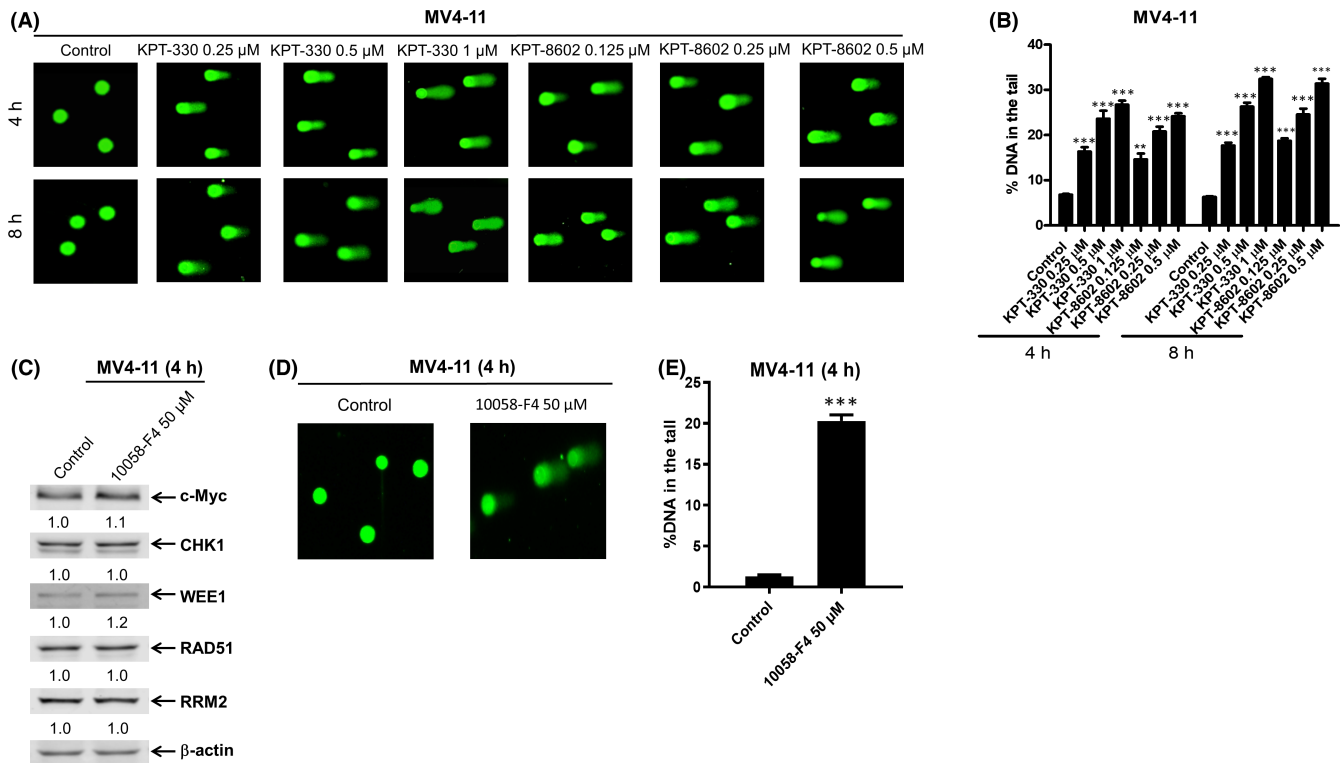 (A)
MV4-11
Control KPT-330 0.25 µM KPT-330 0.5 µM KPT-330 1 µM KPT-8602 0.125 µM KPT-8602 0.25 µM KPT-8602 0.5 µM
4 h
8 h
(B)
MV4-11
% DNA in the tail
40
30
20
10
0
*** *** *** ** *** *** *** *** *** *** *** ***
Control
KPT-330 0.25 µM
KPT-330 0.5 µM
KPT-330 1 µM
KPT-8602 0.125 µM
KPT-8602 0.25 µM
KPT-8602 0.5 µM
Control
KPT-330 0.25 µM
KPT-330 0.5 µM
KPT-330 1 µM
KPT-8602 0.125 µM
KPT-8602 0.25 µM
KPT-8602 0.5 µM
4 h 8 h
(C)
MV4-11 (4 h)
Control
10058-F4 50 µM
c-Myc
1.0 1.1
CHK1
1.0 1.0
WEE1
1.0 1.2
RAD51
1.0 1.0
RRM2
1.0 1.0
β-actin
(D)
MV4-11 (4 h)
Control 10058-F4 50 µM
(E)
MV4-11 (4 h)
%DNA in the tail
25
20
15
10
5
0
***
Control
10058-F4 50 µM